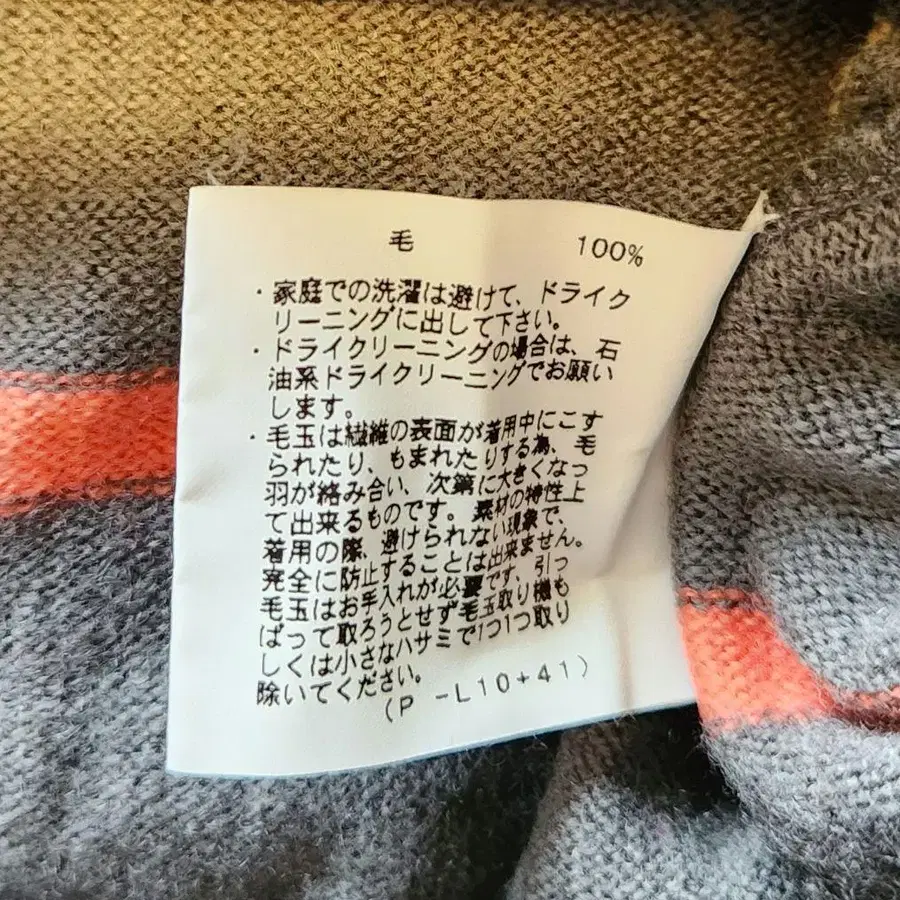 毛 100%
・家庭での洗濯は避けて、ドライク
リーニングに出して下さい。
・ドライクリーニングの場合は、石
油系ドライクリーニングでお願い
します。
・毛玉は繊維の表面が着用中にこす
られたり、もまれたりする為、毛
羽が絡み合い、次第に大きくなっ
て出来るものです。素材の特性上
着用の際、避けられない現象で、
完全に防止することは出来ません。
毛玉はお手入れが必要です、引っ
ぱって取ろうとせず毛玉取り機も
しくは小さなハサミで1つ1つ取り
除いてください。
(P -L10+41)